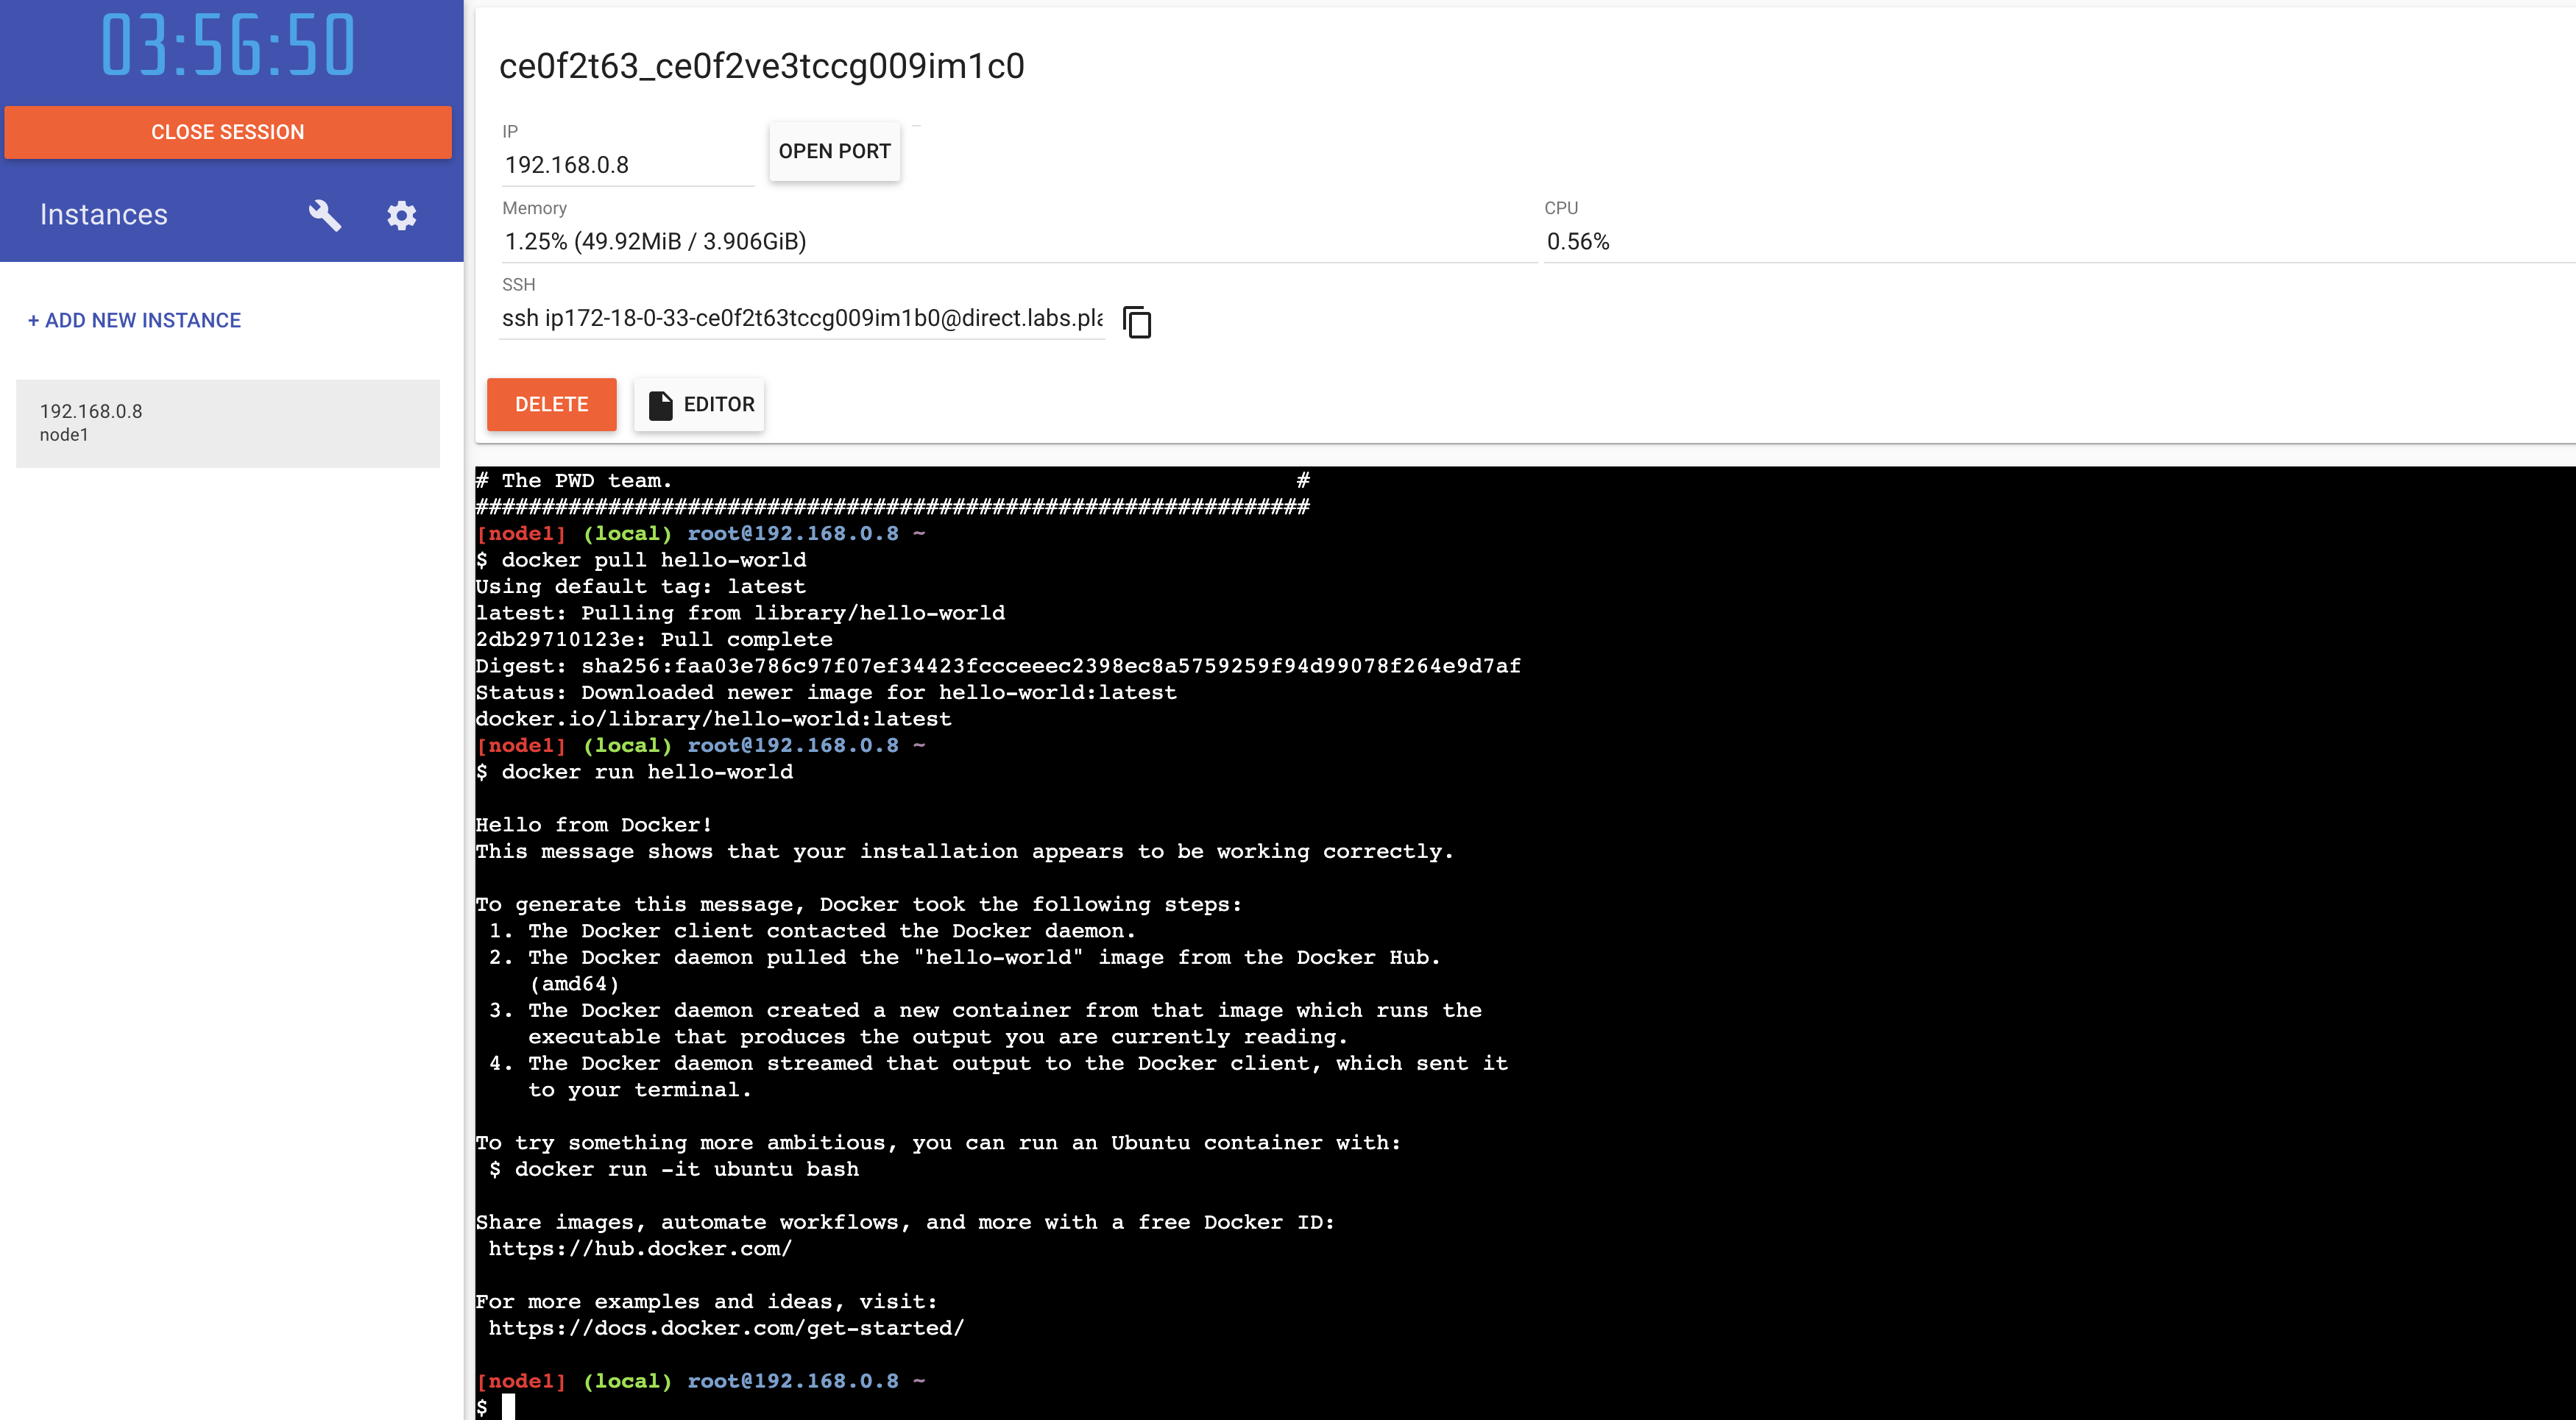 03:56:50
CLOSE SESSION
Instances
+ ADD NEW INSTANCE
192.168.0.8
node1
ce0f2t63_ce0f2ve3tccg009im1c0
IP
192.168.0.8
OPEN PORT
Memory
1.25% (49.92MiB / 3.906GiB)
CPU
0.56%
SSH
ssh ip172-18-0-33-ce0f2t63tccg009im1b0@direct.labs.pla
DELETE
EDITOR
# The PWD team. #
###############################################################
[node1] (local) root@192.168.0.8 ~
$ docker pull hello-world
Using default tag: latest
latest: Pulling from library/hello-world
2db29710123e: Pull complete
Digest: sha256:faa03e786c97f07ef34423fccceeec2398ec8a5759259f94d99078f264e9d7af
Status: Downloaded newer image for hello-world:latest
docker.io/library/hello-world:latest
[node1] (local) root@192.168.0.8 ~
$ docker run hello-world
Hello from Docker!
This message shows that your installation appears to be working correctly.
To generate this message, Docker took the following steps:
1. The Docker client contacted the Docker daemon.
2. The Docker daemon pulled the "hello-world" image from the Docker Hub.
(amd64)
3. The Docker daemon created a new container from that image which runs the
executable that produces the output you are currently reading.
4. The Docker daemon streamed that output to the Docker client, which sent it
to your terminal.
To try something more ambitious, you can run an Ubuntu container with:
$ docker run -it ubuntu bash
Share images, automate workflows, and more with a free Docker ID:
https://hub.docker.com/
For more examples and ideas, visit:
https://docs.docker.com/get-started/
[node1] (local) root@192.168.0.8 ~
$